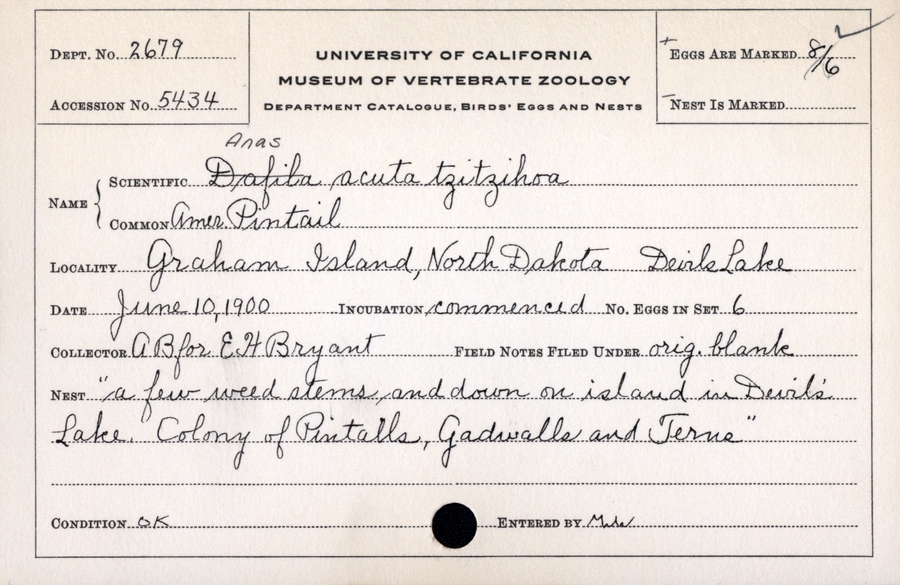 Dept. No. 2679
Accession No. 5434
UNIVERSITY OF CALIFORNIA
MUSEUM OF VERTEBRATE ZOOLOGY
Department Catalogue, Birds' Eggs and Nests
+ Eggs Are Marked 8/6
- Nest Is Marked
Anas
Name { Scientific Dafila acuta tzitzihoa
Common Amer. Pintail
Locality Graham Island, North Dakota Devils Lake
Date June 10, 1900 Incubation commenced No. Eggs in Set 6
Collector A B for E H Bryant Field Notes Filed Under orig. blank
Nest "a few weed stems, and down on island in Devil's
Lake. Colony of Pintalls, Gadwalls and Terns"
Condition OK Entered by